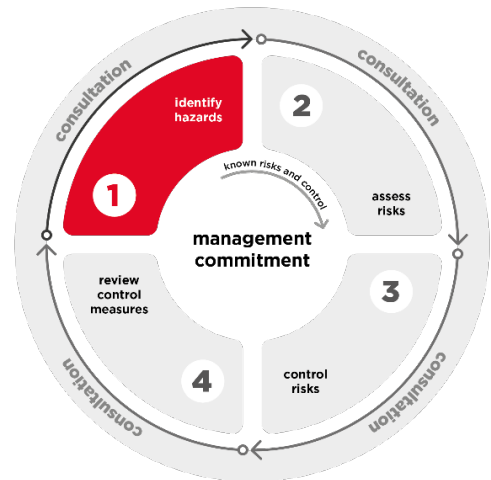 consultation
consultation
1
identify
hazards
2
assess
risks
known risks and control
management
commitment
review
control
measures
4
3
control
risks
consultation
consultation